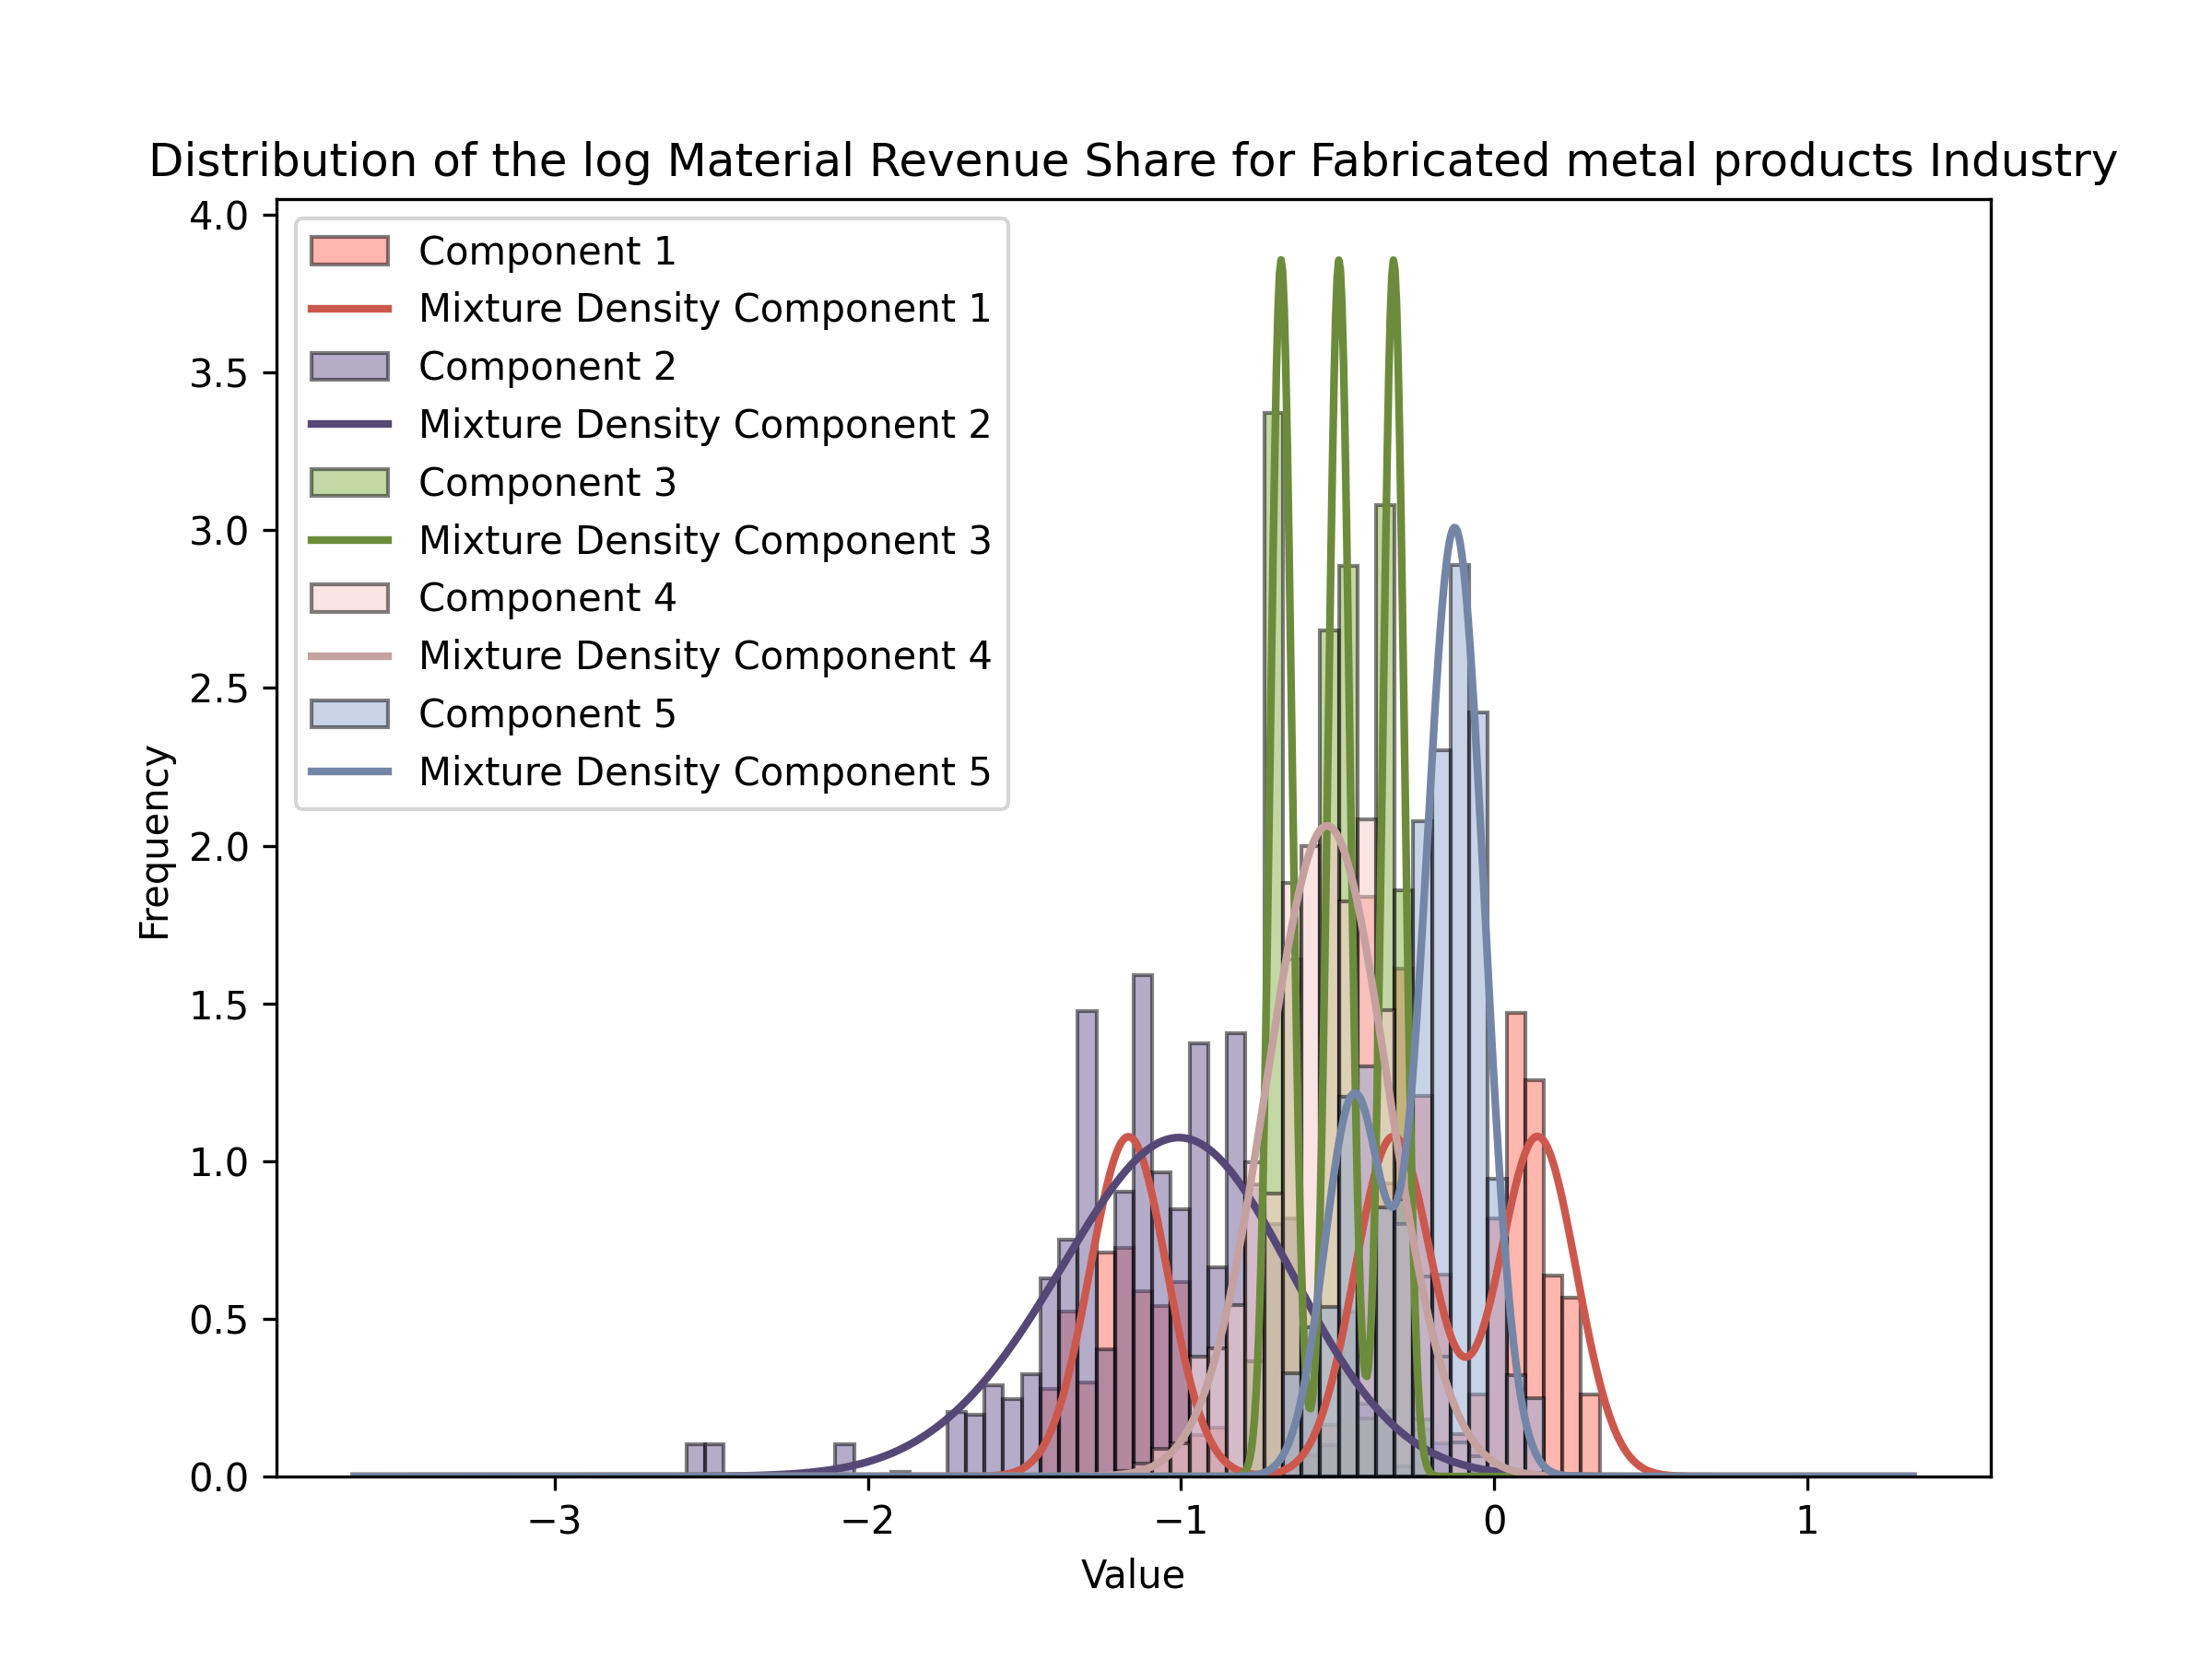 Distribution of the log Material Revenue Share for Fabricated metal products Industry
4.0
3.5
3.0
2.5
2.0
1.5
1.0
0.5
0.0
Frequency
Component 1
Mixture Density Component 1
Component 2
Mixture Density Component 2
Component 3
Mixture Density Component 3
Component 4
Mixture Density Component 4
Component 5
Mixture Density Component 5
−3 −2 −1 0 1
Value